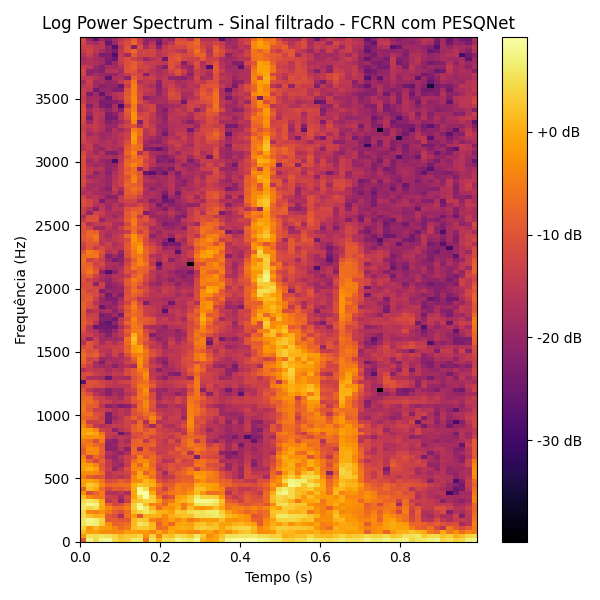 Log Power Spectrum - Sinal filtrado - FCRN com PESQNet
Frequência (Hz)
3500
3000
2500
2000
1500
1000
500
0
0.0 0.2 0.4 0.6 0.8
Tempo (s)
+0 dB
-10 dB
-20 dB
-30 dB